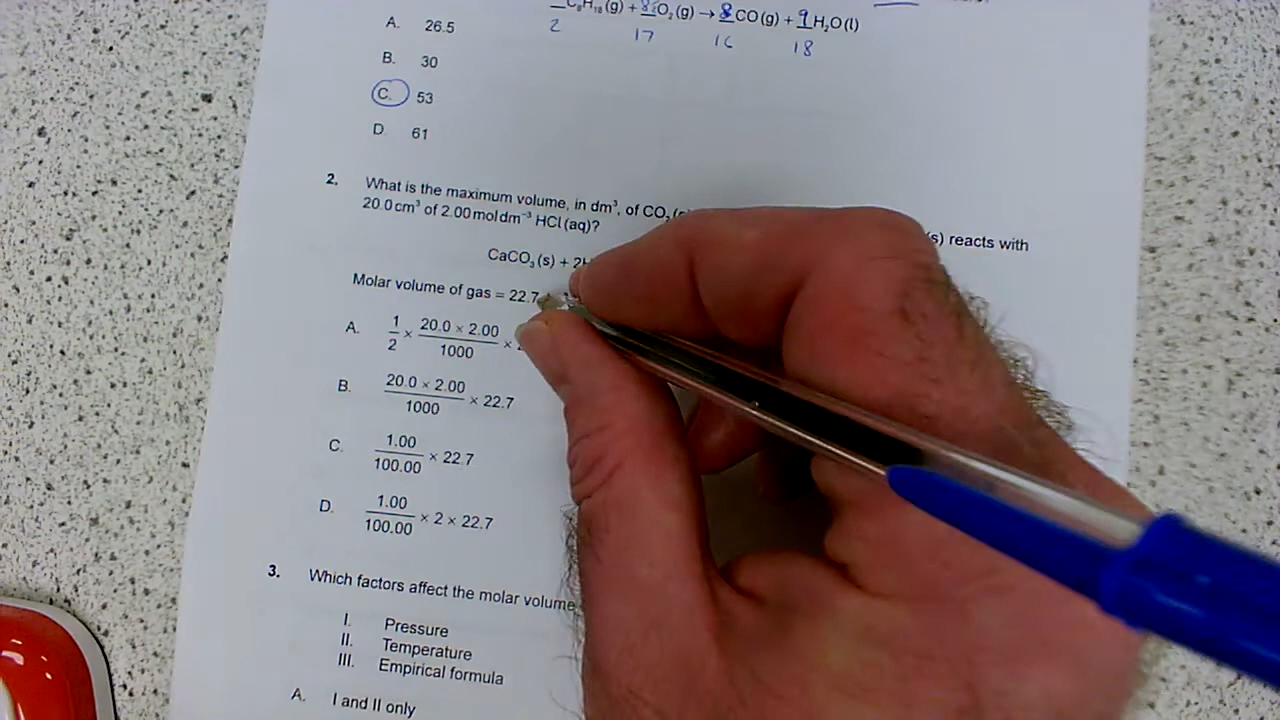 C₈H₁₈(g) + 8½O₂(g) → 8CO(g) + 9H₂O(l)
2 17 16 18
A. 26.5
B. 30
C. 53
D. 61
2. What is the maximum volume, in dm³, of CO₂
(s) reacts with
20.0 cm³ of 2.00 mol dm⁻³ HCl (aq)?
CaCO₃(s) + 2
Molar volume of gas = 22.7
A. 1/2 × 20.0 × 2.00/1000 ×
B. 20.0 × 2.00/1000 × 22.7
C. 1.00/100.00 × 22.7
D. 1.00/100.00 × 2 × 22.7
3. Which factors affect the molar volume
I. Pressure
II. Temperature
III. Empirical formula
A. I and II only